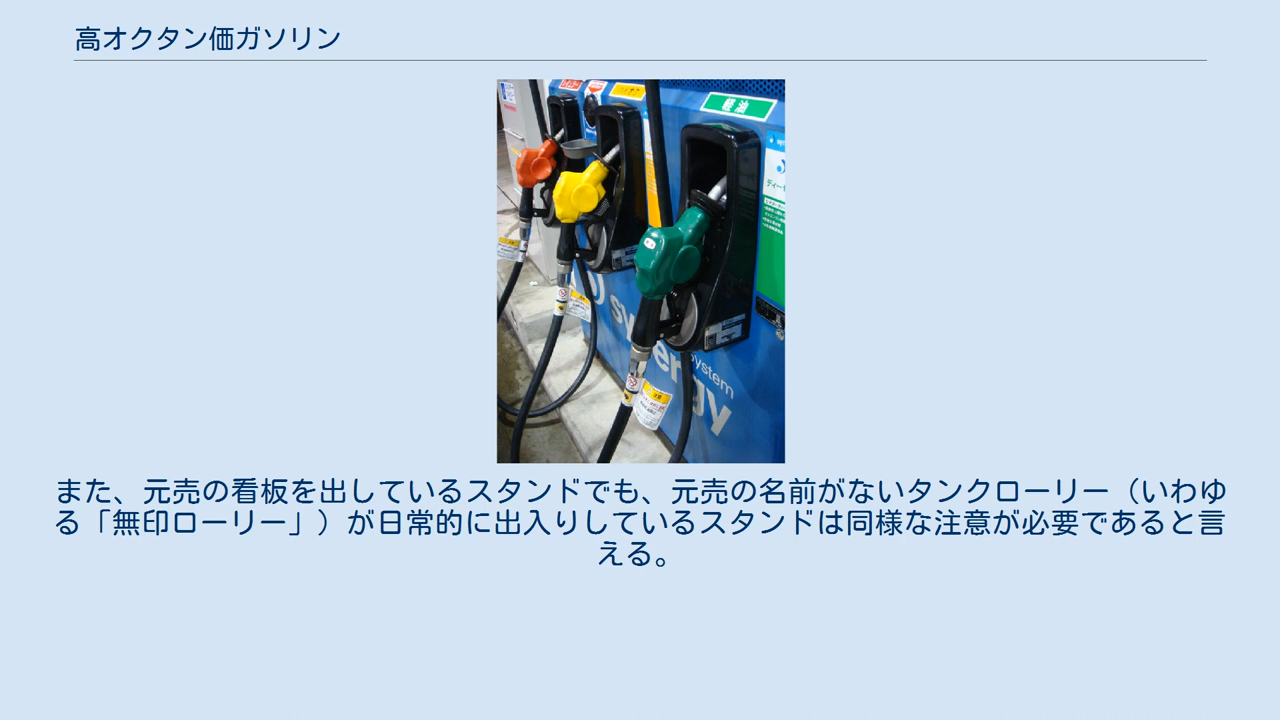 高オクタン価ガソリン
軽油
synergy
system
また、元売の看板を出しているスタンドでも、元売の名前がないタンクローリー（いわゆ
る「無印ローリー」）が日常的に出入りしているスタンドは同様な注意が必要であると言
える。